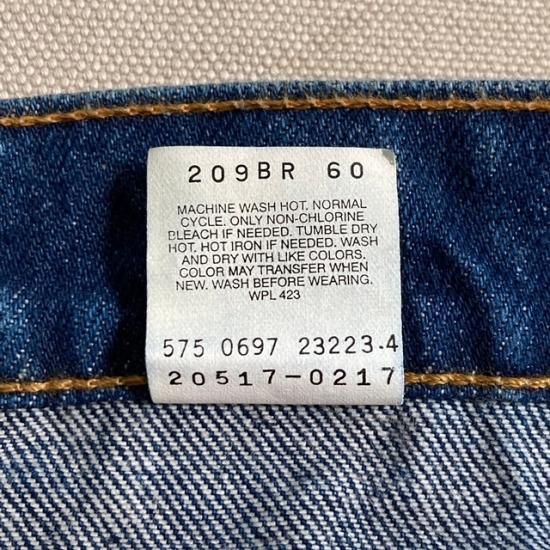 209BR 60
MACHINE WASH HOT. NORMAL
CYCLE. ONLY NON-CHLORINE
BLEACH IF NEEDED. TUMBLE DRY
HOT. HOT IRON IF NEEDED. WASH
AND DRY WITH LIKE COLORS.
COLOR MAY TRANSFER WHEN
NEW. WASH BEFORE WEARING.
WPL 423
575 0697 23223-4
20517-0217